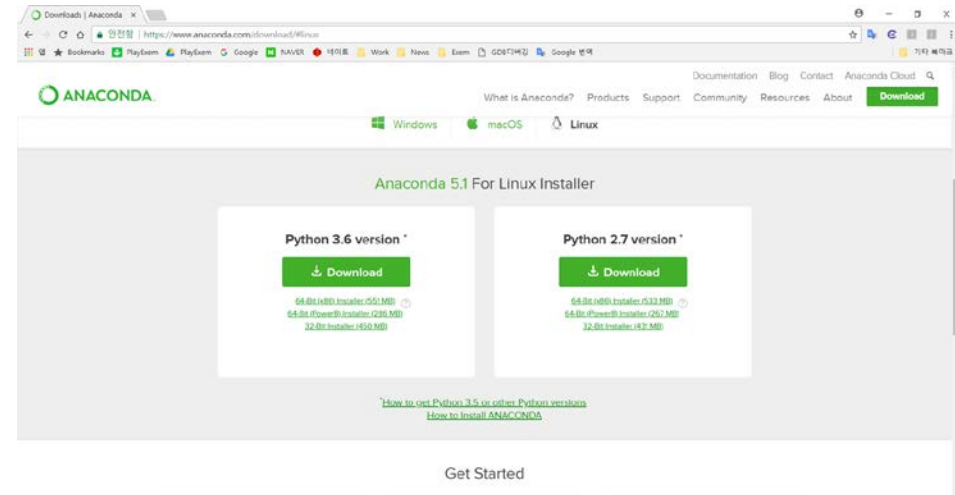 Downloads | Anaconda
안전함 | https://www.anaconda.com/download/#linux
앱 Bookmarks PlayExem PlayExem Google NAVER 네이트 Work News Exem GDB디버깅 Google 번역 기타 북마크
Documentation Blog Contact Anaconda Cloud
ANACONDA
What is Anaconda? Products Support Community Resources About Download
Windows macOS Linux
Anaconda 5.1 For Linux Installer
Python 3.6 version *
Download
64-Bit (x86) Installer (551 MB) ?
64-Bit (Power8) Installer (286 MB)
32-Bit Installer (450 MB)
Python 2.7 version *
Download
64-Bit (x86) Installer (533 MB) ?
64-Bit (Power8) Installer (267 MB)
32-Bit Installer (431 MB)
*How to get Python 3.5 or other Python versions
How to Install ANACONDA
Get Started